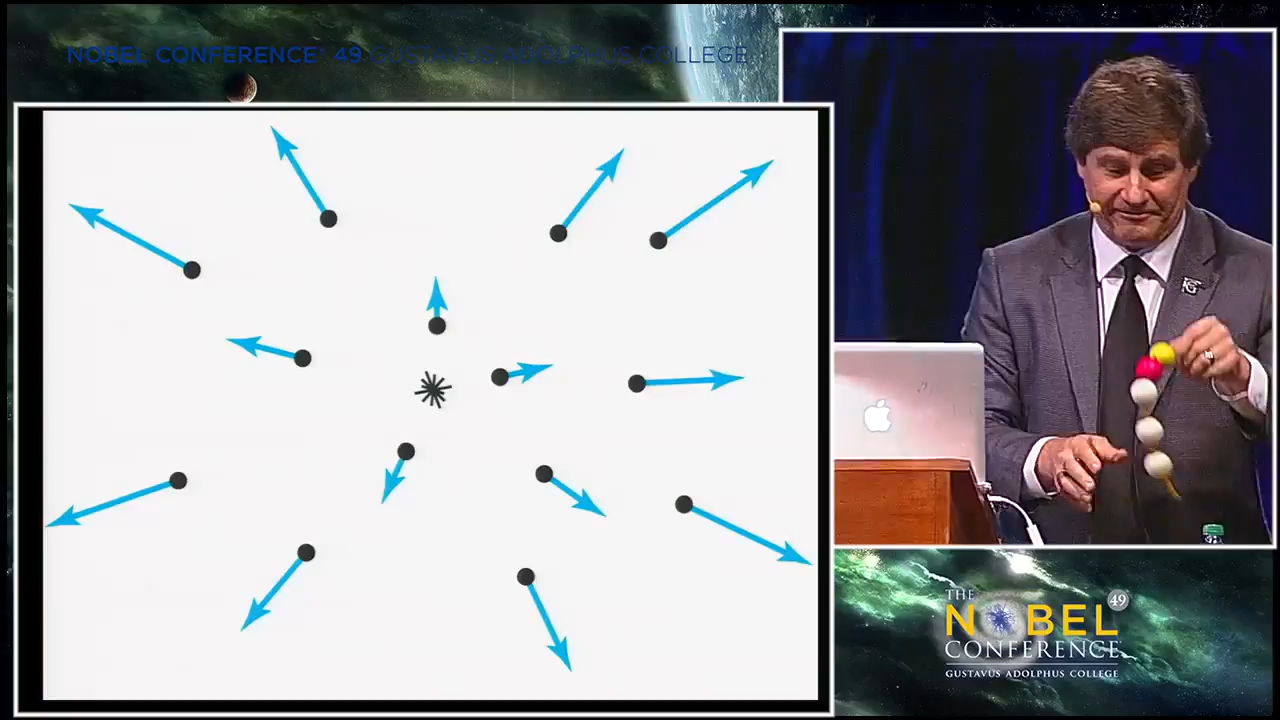 NOBEL CONFERENCE® 49 GUSTAVUS ADOLPHUS COLLEGE
THE
NOBEL 49
CONFERENCE
GUSTAVUS ADOLPHUS COLLEGE